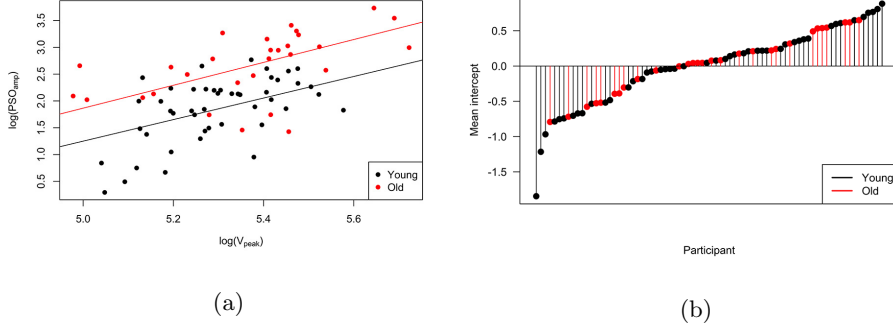 log(PSOamp)
3.5
3.0
2.5
2.0
1.5
1.0
0.5
Young
Old
5.0 5.2 5.4 5.6
log(Vpeak)
(a)
Mean intercept
0.5
0.0
-0.5
-1.0
-1.5
Young
Old
Participant
(b)